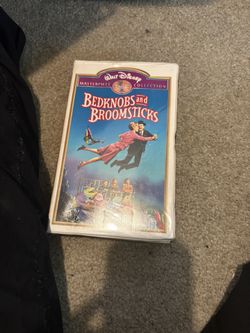 Walt Disney
MASTERPIECE COLLECTION
BEDKNOBS and
BROOMSTICKS